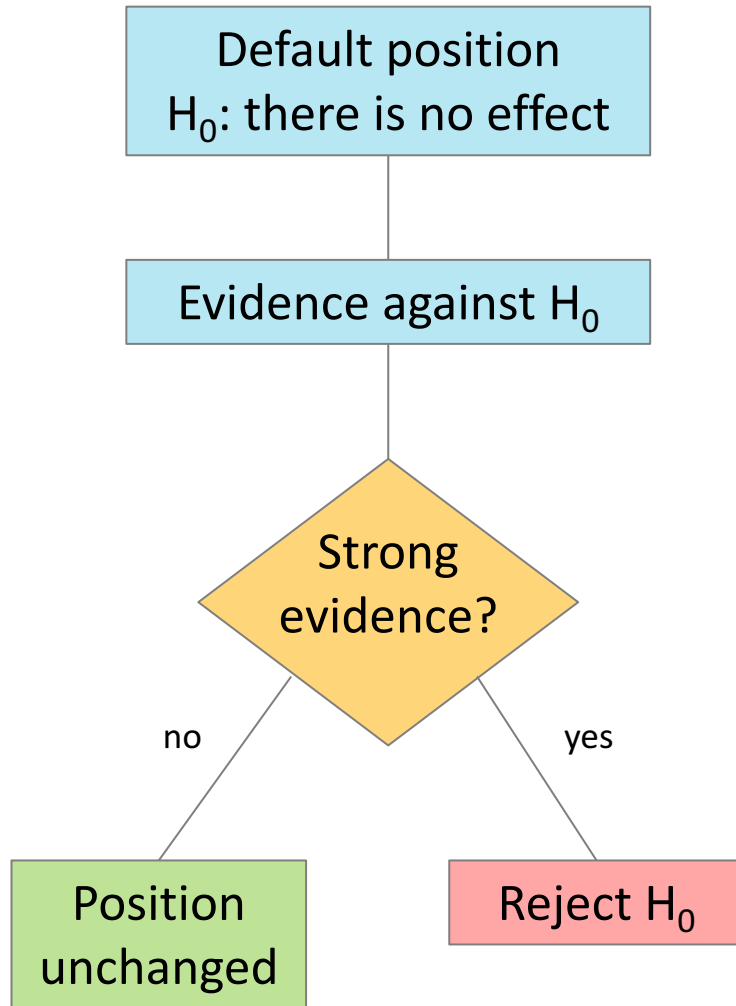 Default position
H₀: there is no effect
Evidence against H₀
Strong
evidence?
no
yes
Position
unchanged
Reject H₀